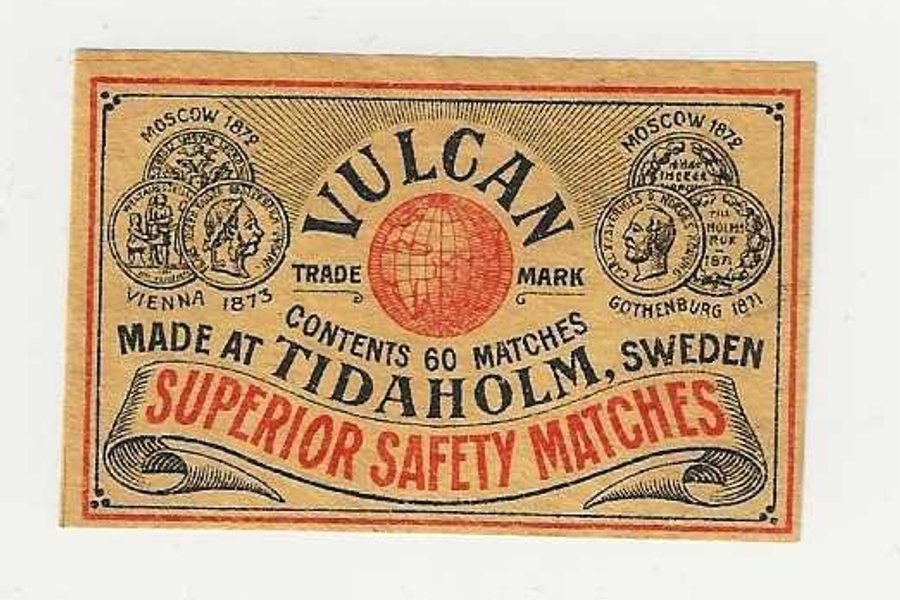 MOSCOW 1872
MOSCOW 1872
VULCAN
TRADE MARK
VIENNA 1873
GOTHENBURG 1871
CONTENTS 60 MATCHES
MADE AT TIDAHOLM, SWEDEN
SUPERIOR SAFETY MATCHES